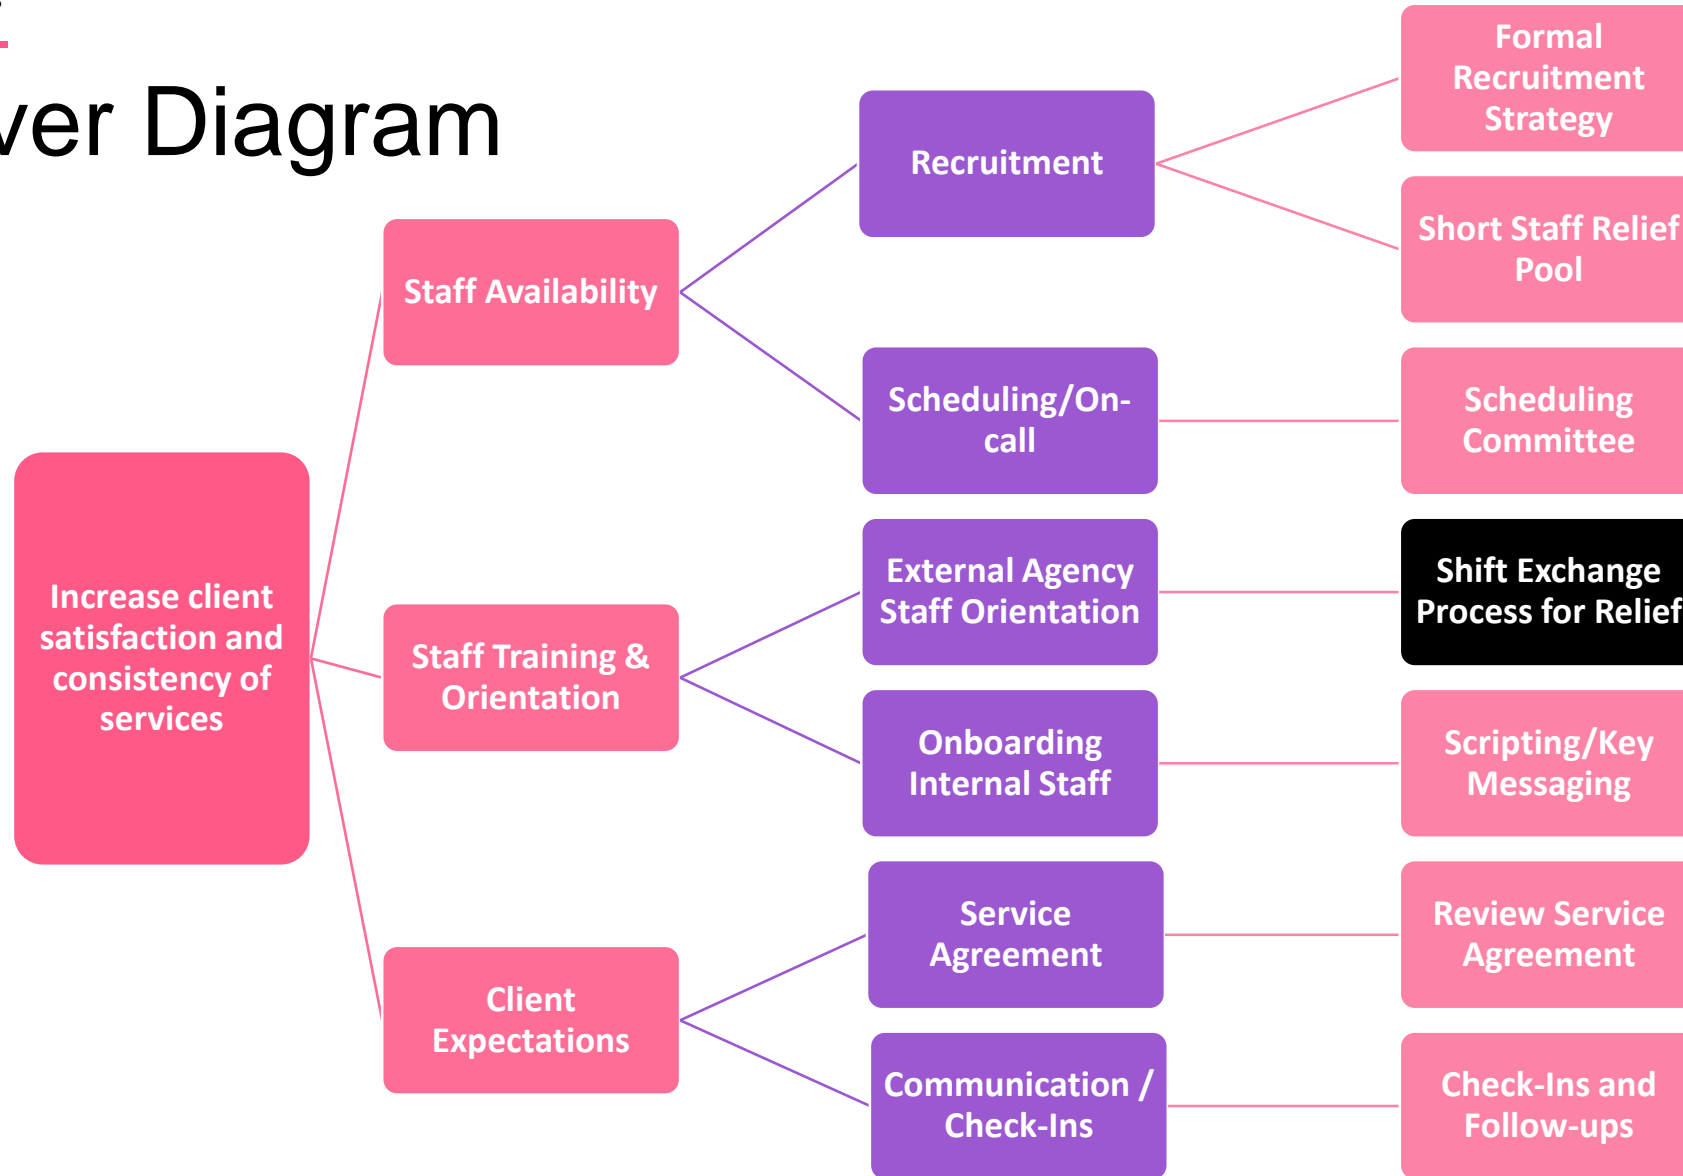 ver Diagram
Formal
Recruitment
Strategy
Recruitment
Short Staff Relief
Pool
Staff Availability
Scheduling/On-
call
Scheduling
Committee
Increase client
satisfaction and
consistency of
services
External Agency
Staff Orientation
Shift Exchange
Process for Relief
Staff Training &
Orientation
Onboarding
Internal Staff
Scripting/Key
Messaging
Service
Agreement
Review Service
Agreement
Client
Expectations
Communication /
Check-Ins
Check-Ins and
Follow-ups